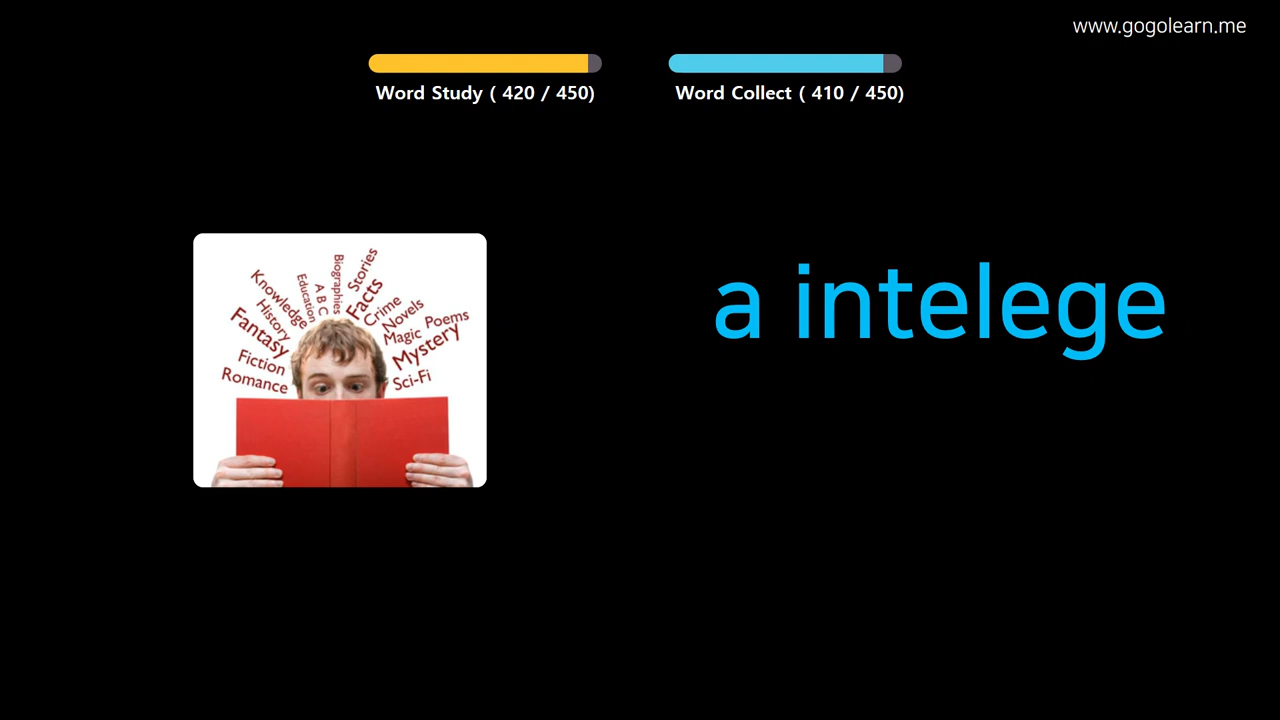 www.gogolearn.me
Word Study ( 420 / 450)
Word Collect ( 410 / 450)
Stories
Biographies
Facts
A B C
Education
Knowledge
History
Crime
Novels
Fantasy
Magic
Poems
Mystery
Fiction
Romance
Sci-Fi
a intelege